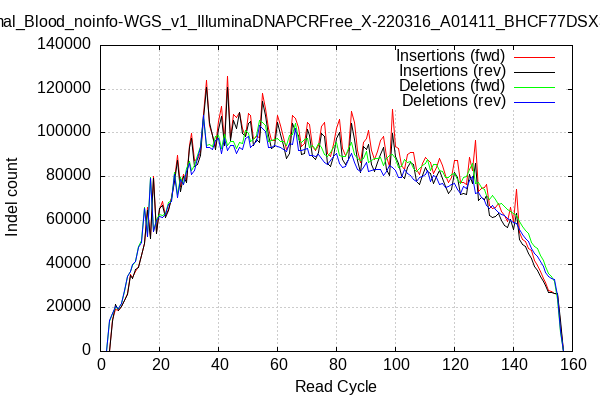 nal_Blood_noinfo-WGS_v1_IlluminaDNAPCRFree_X-220316_A01411_BHCF77DSX
Insertions (fwd)
Insertions (rev)
Deletions (fwd)
Deletions (rev)
Indel count
140000
120000
100000
80000
60000
40000
20000
0
0 20 40 60 80 100 120 140 160
Read Cycle